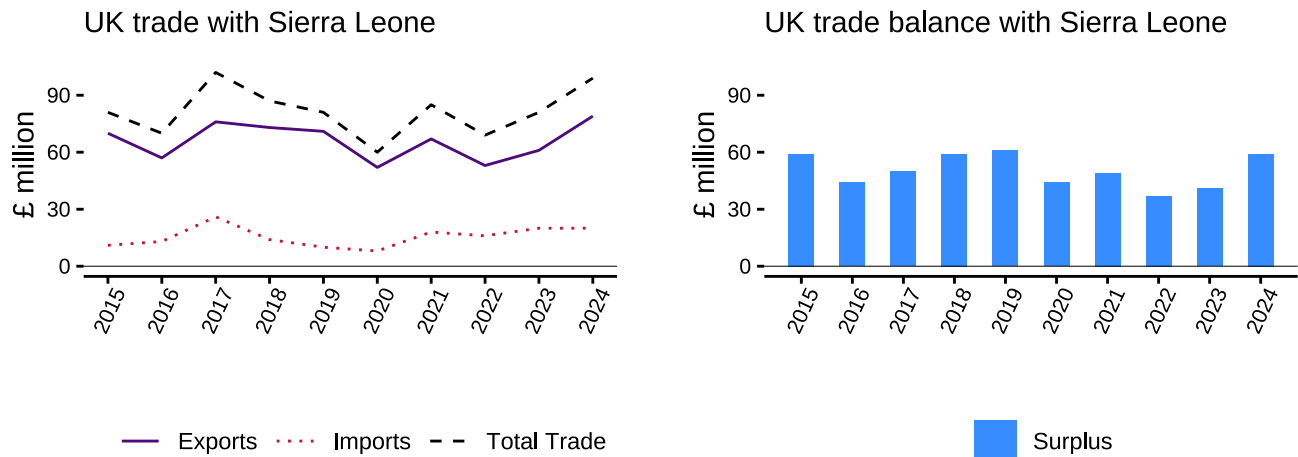 UK trade with Sierra Leone
£ million
90
60
30
0
2015 2016 2017 2018 2019 2020 2021 2022 2023 2024
Exports Imports Total Trade
UK trade balance with Sierra Leone
£ million
90
60
30
0
2015 2016 2017 2018 2019 2020 2021 2022 2023 2024
Surplus